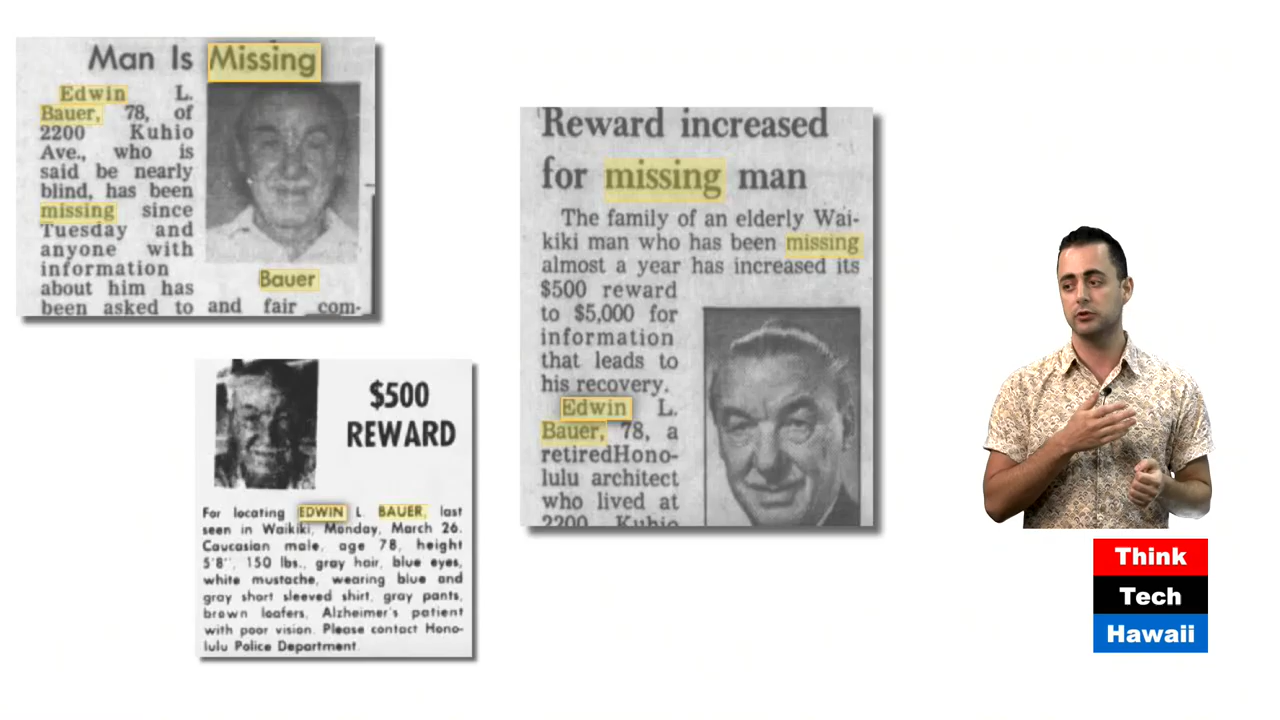 Man Is Missing
Edwin L.
Bauer, 78, of
2200 Kuhio
Ave., who is
said be nearly
blind, has been
missing since
Tuesday and
anyone with
information
about him has
been asked to
Bauer
and fair com-
$500
REWARD
For locating EDWIN L. BAUER, last
seen in Waikiki, Monday, March 26.
Caucasian male, age 78, height
5'8", 150 lbs., gray hair, blue eyes,
white mustache, wearing blue and
gray short sleeved shirt, gray pants,
brown loafers. Alzheimer's patient
with poor vision. Please contact Hono-
lulu Police Department.
Reward increased
for missing man
The family of an elderly Wai-
kiki man who has been missing
almost a year has increased its
$500 reward
to $5,000 for
information
that leads to
his recovery.
Edwin L.
Bauer, 78, a
retiredHono-
lulu architect
who lived at
2200 Kuhio
Think
Tech
Hawaii